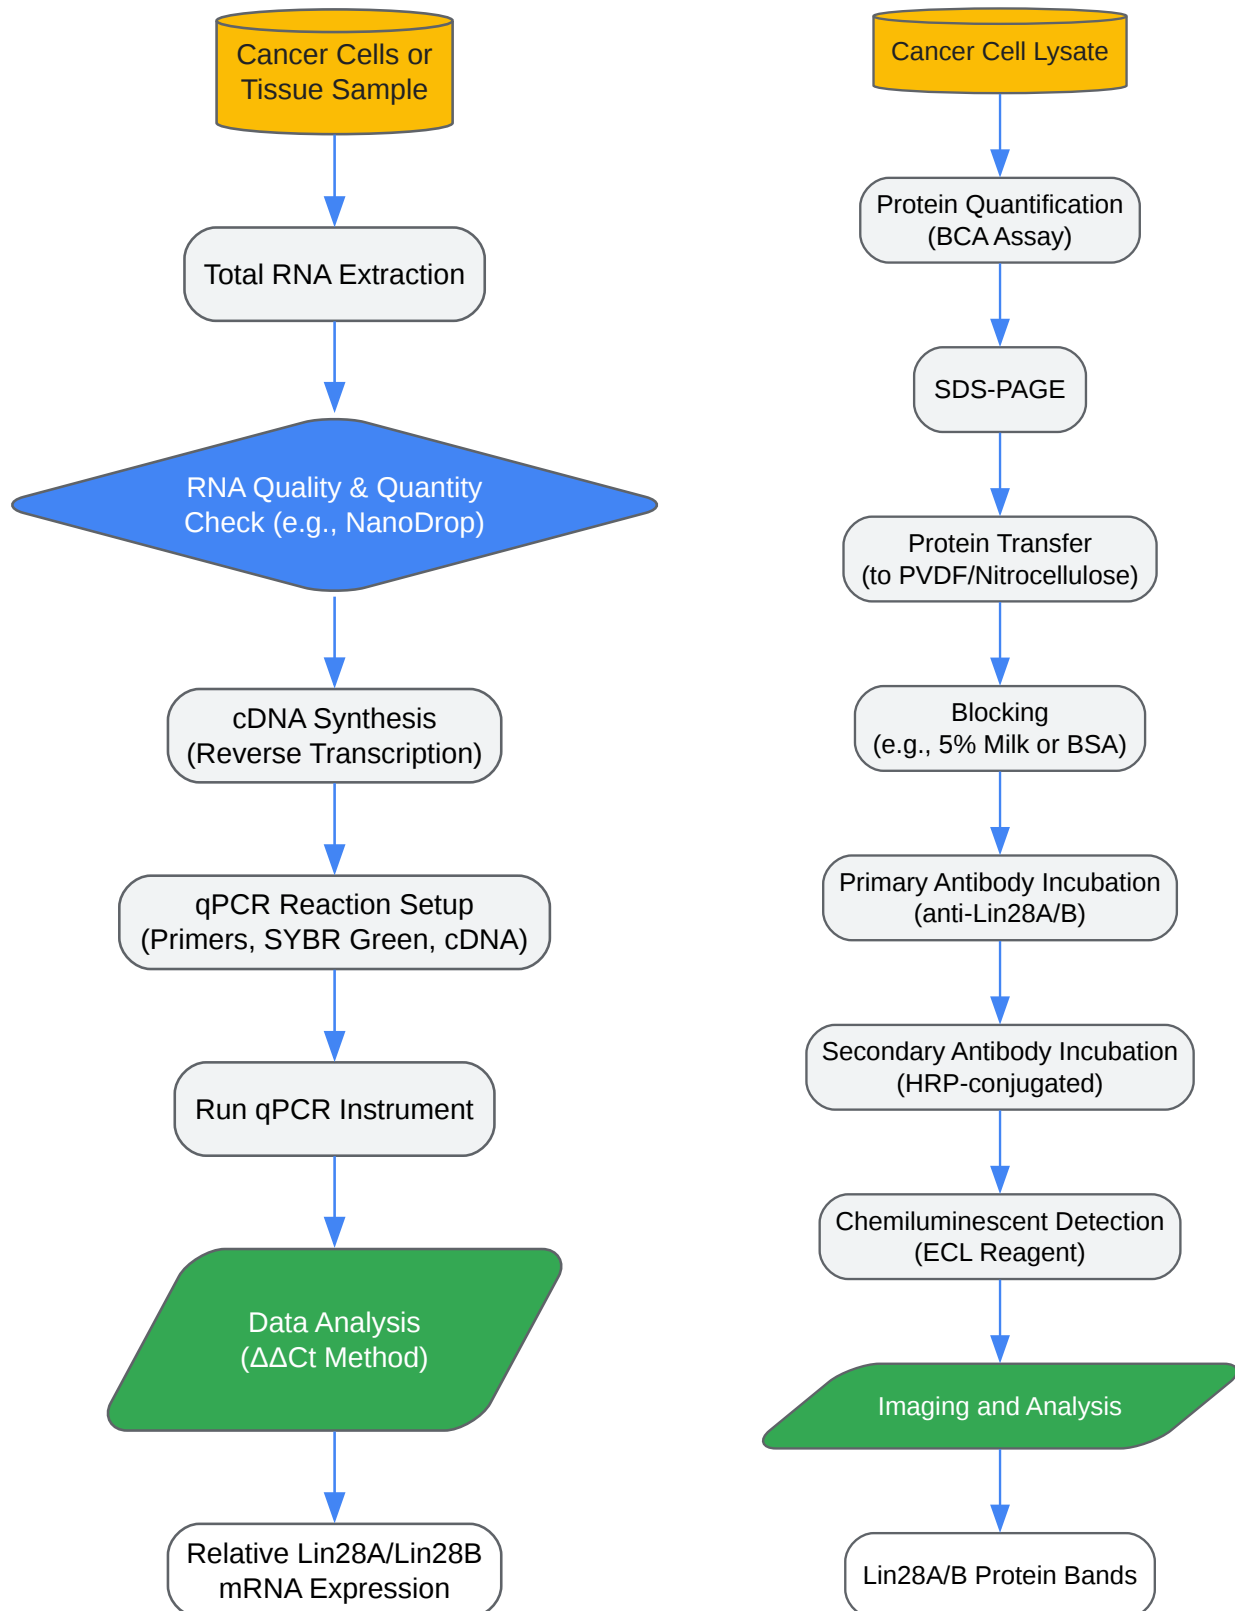 Cancer Cells or
Tissue Sample
Total RNA Extraction
RNA Quality & Quantity
Check (e.g., NanoDrop)
cDNA Synthesis
(Reverse Transcription)
qPCR Reaction Setup
(Primers, SYBR Green, cDNA)
Run qPCR Instrument
Data Analysis
(ΔΔCt Method)
Relative Lin28A/Lin28B
mRNA Expression
Cancer Cell Lysate
Protein Quantification
(BCA Assay)
SDS-PAGE
Protein Transfer
(to PVDF/Nitrocellulose)
Blocking
(e.g., 5% Milk or BSA)
Primary Antibody Incubation
(anti-Lin28A/B)
Secondary Antibody Incubation
(HRP-conjugated)
Chemiluminescent Detection
(ECL Reagent)
Imaging and Analysis
Lin28A/B Protein Bands